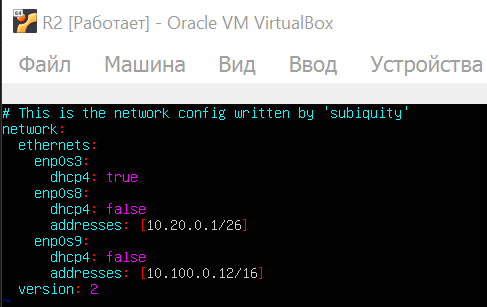 64
R2 [Работает] - Oracle VM VirtualBox
Файл Машина Вид Ввод Устройства
# This is the network config written by 'subiquity'
network:
  ethernets:
    enp0s3:
      dhcp4: true
    enp0s8:
      dhcp4: false
      addresses: [10.20.0.1/26]
    enp0s9:
      dhcp4: false
      addresses: [10.100.0.12/16]
  version: 2
~